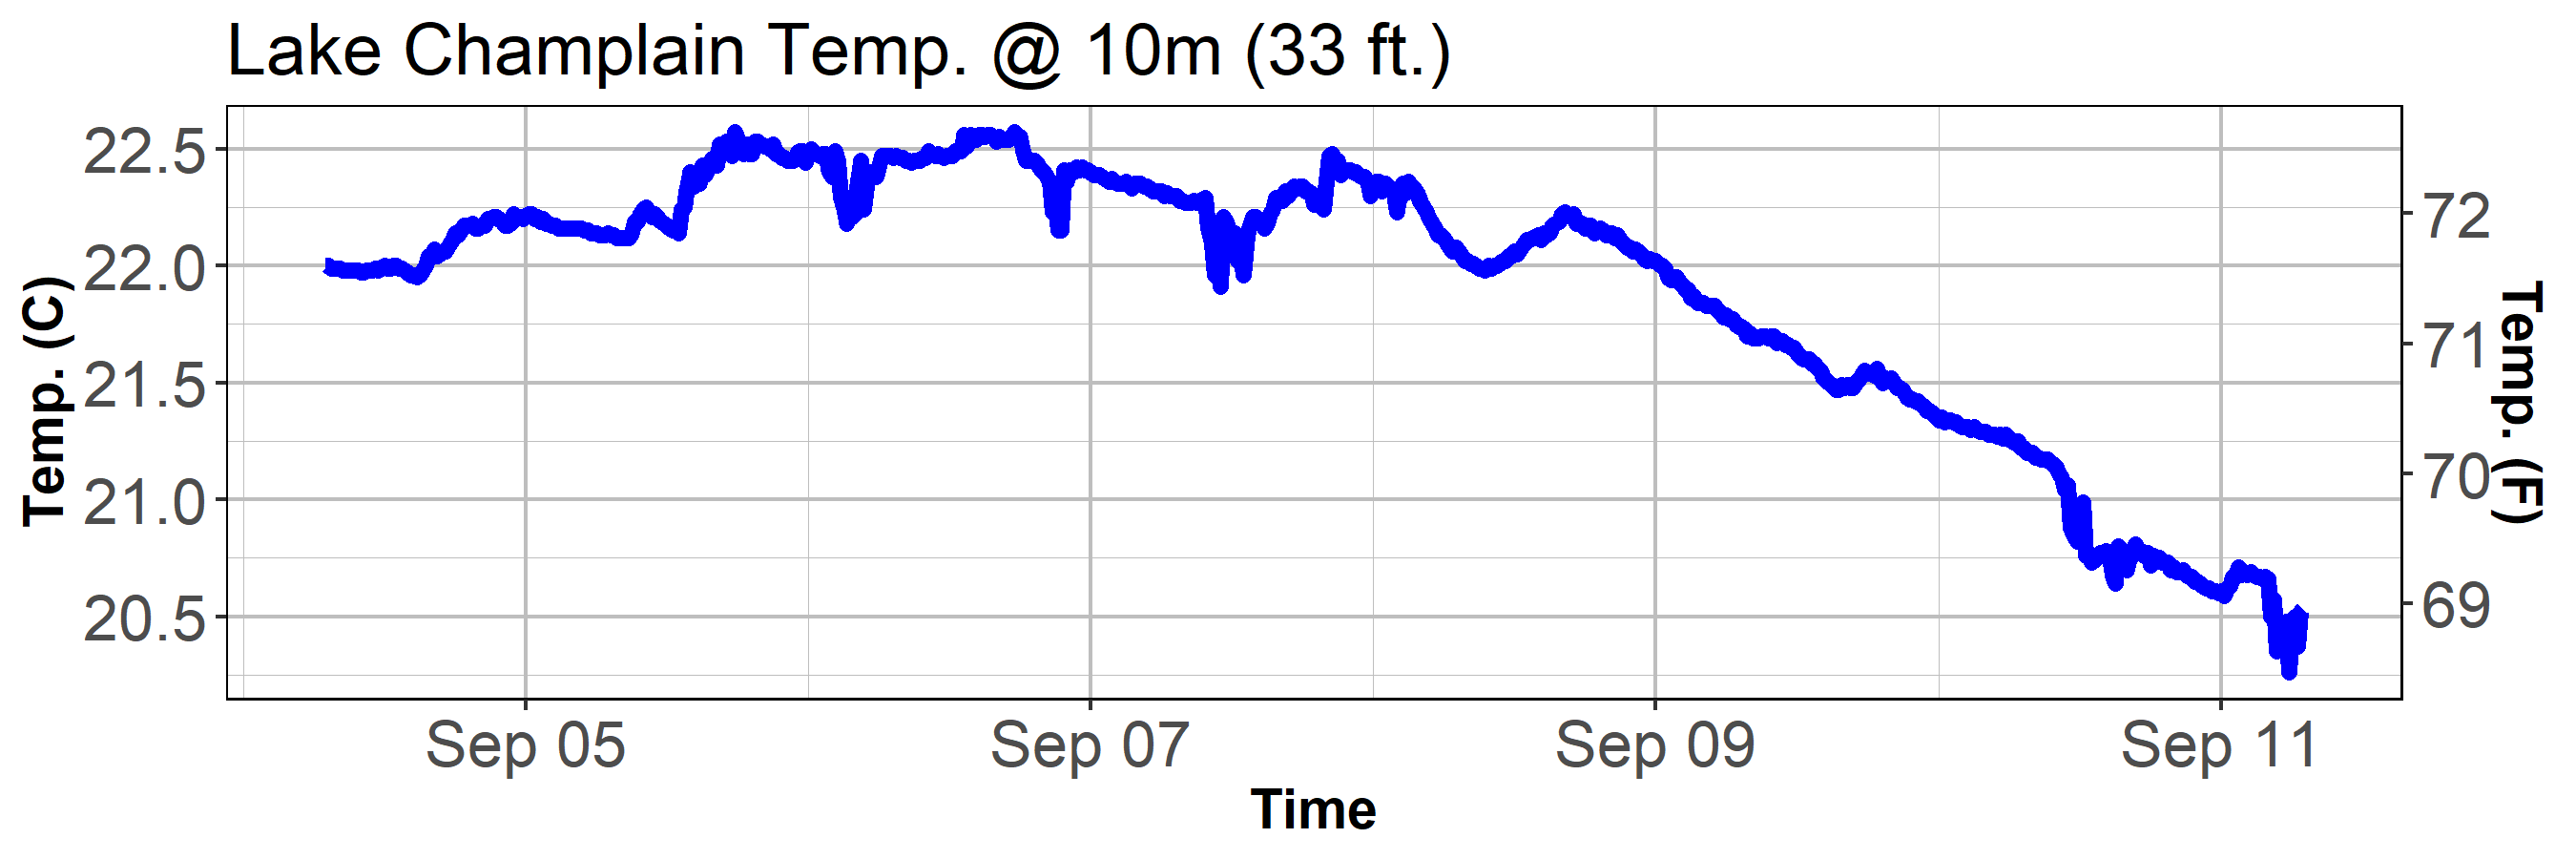 Lake Champlain Temp. @ 10m (33 ft.)
Temp. (C)
22.5
22.0
21.5
21.0
20.5
72
71
70
69
Temp. (F)
Sep 05
Sep 07
Sep 09
Sep 11
Time